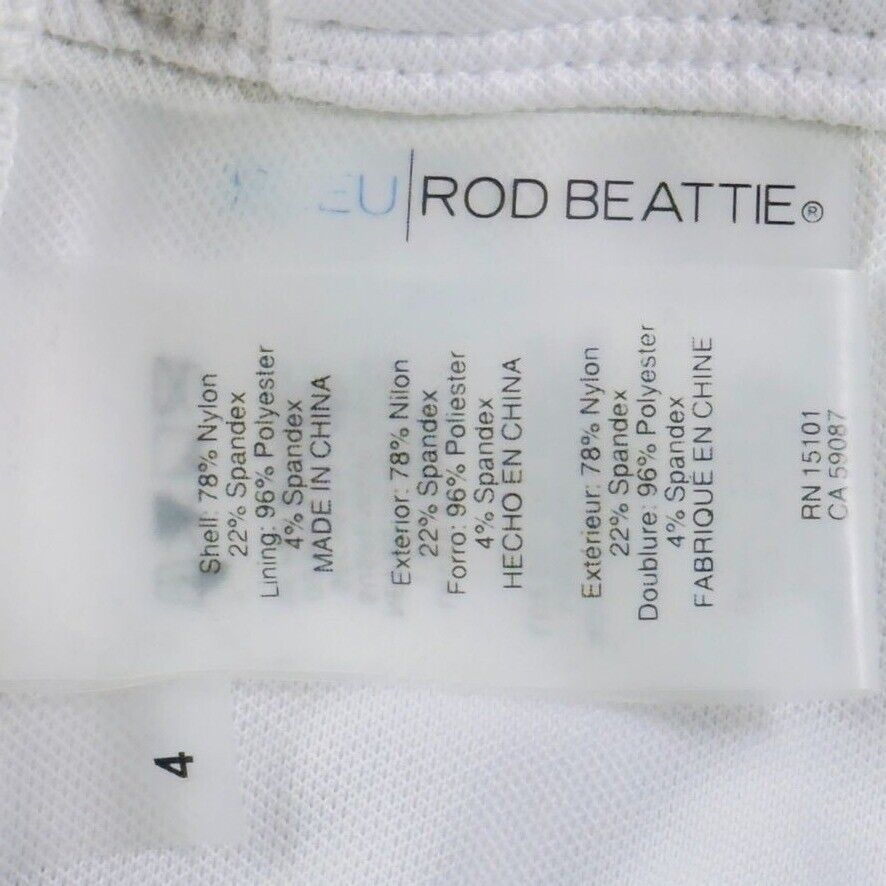 EU|ROD BEATTIE®
Shell: 78% Nylon
22% Spandex
Lining: 96% Polyester
4% Spandex
MADE IN CHINA
Exterior: 78% Nilon
22% Spandex
Forro: 96% Poliester
4% Spandex
HECHO EN CHINA
Extérieur: 78% Nylon
22% Spandex
Doublure: 96% Polyester
4% Spandex
FABRIQUÉ EN CHINE
RN 15101
CA 59087
4